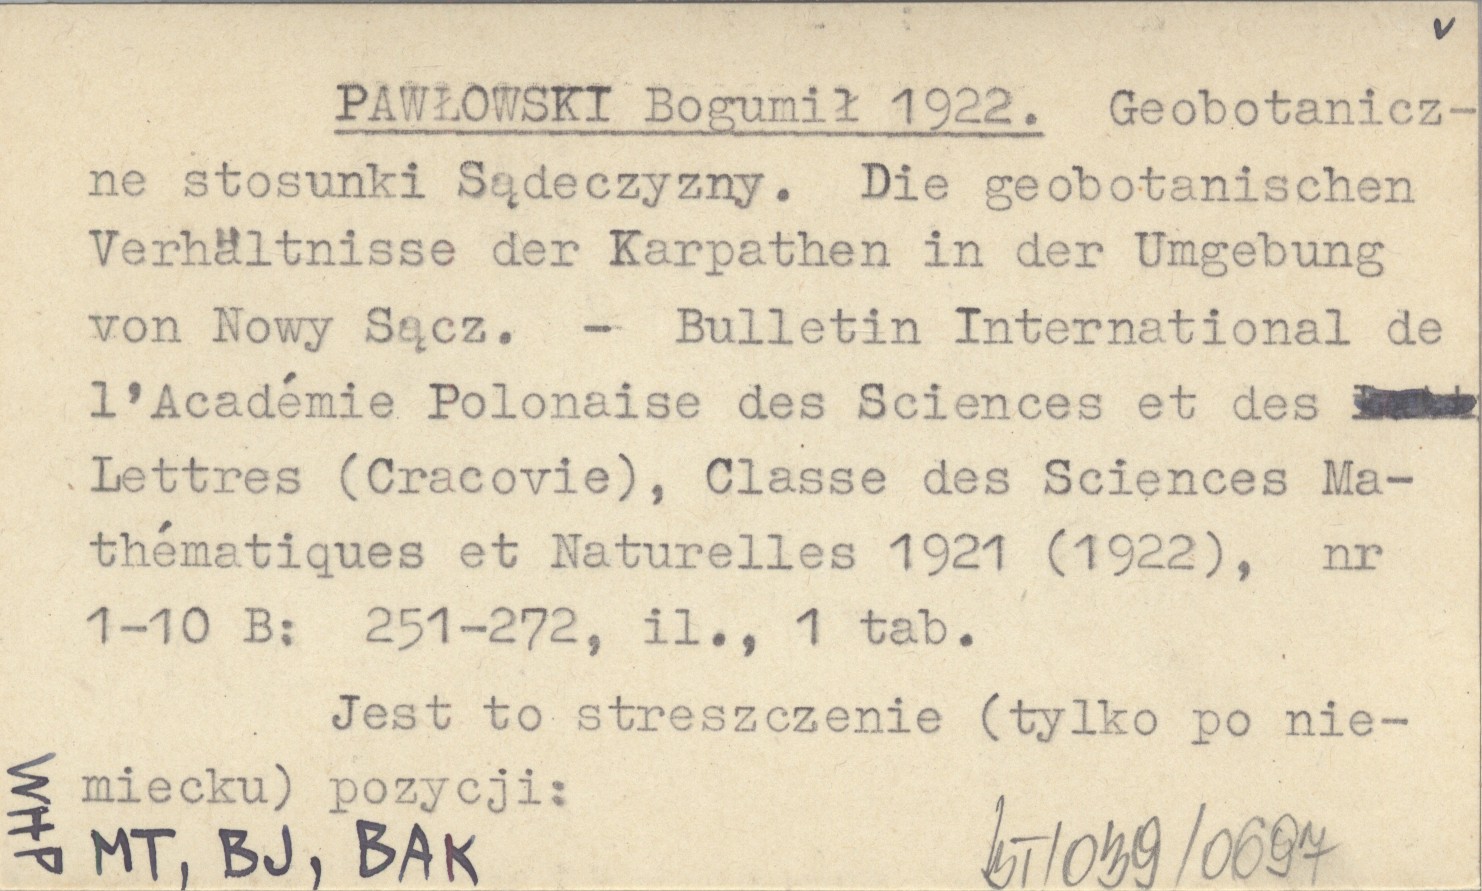 v
PAWŁOWSKI Bogumił 1922. Geobotanicz-
ne stosunki Sądeczyzny. Die geobotanischen
Verhältnisse der Karpathen in der Umgebung
von Nowy Sącz. - Bulletin International de
l'Académie Polonaise des Sciences et des
Lettres (Cracovie), Classe des Sciences Ma-
thématiques et Naturelles 1921 (1922), nr
1-10 B: 251-272, il., 1 tab.
Jest to streszczenie (tylko po nie-
miecku) pozycji:
WHP
MT, BJ, BAK
/039/0697